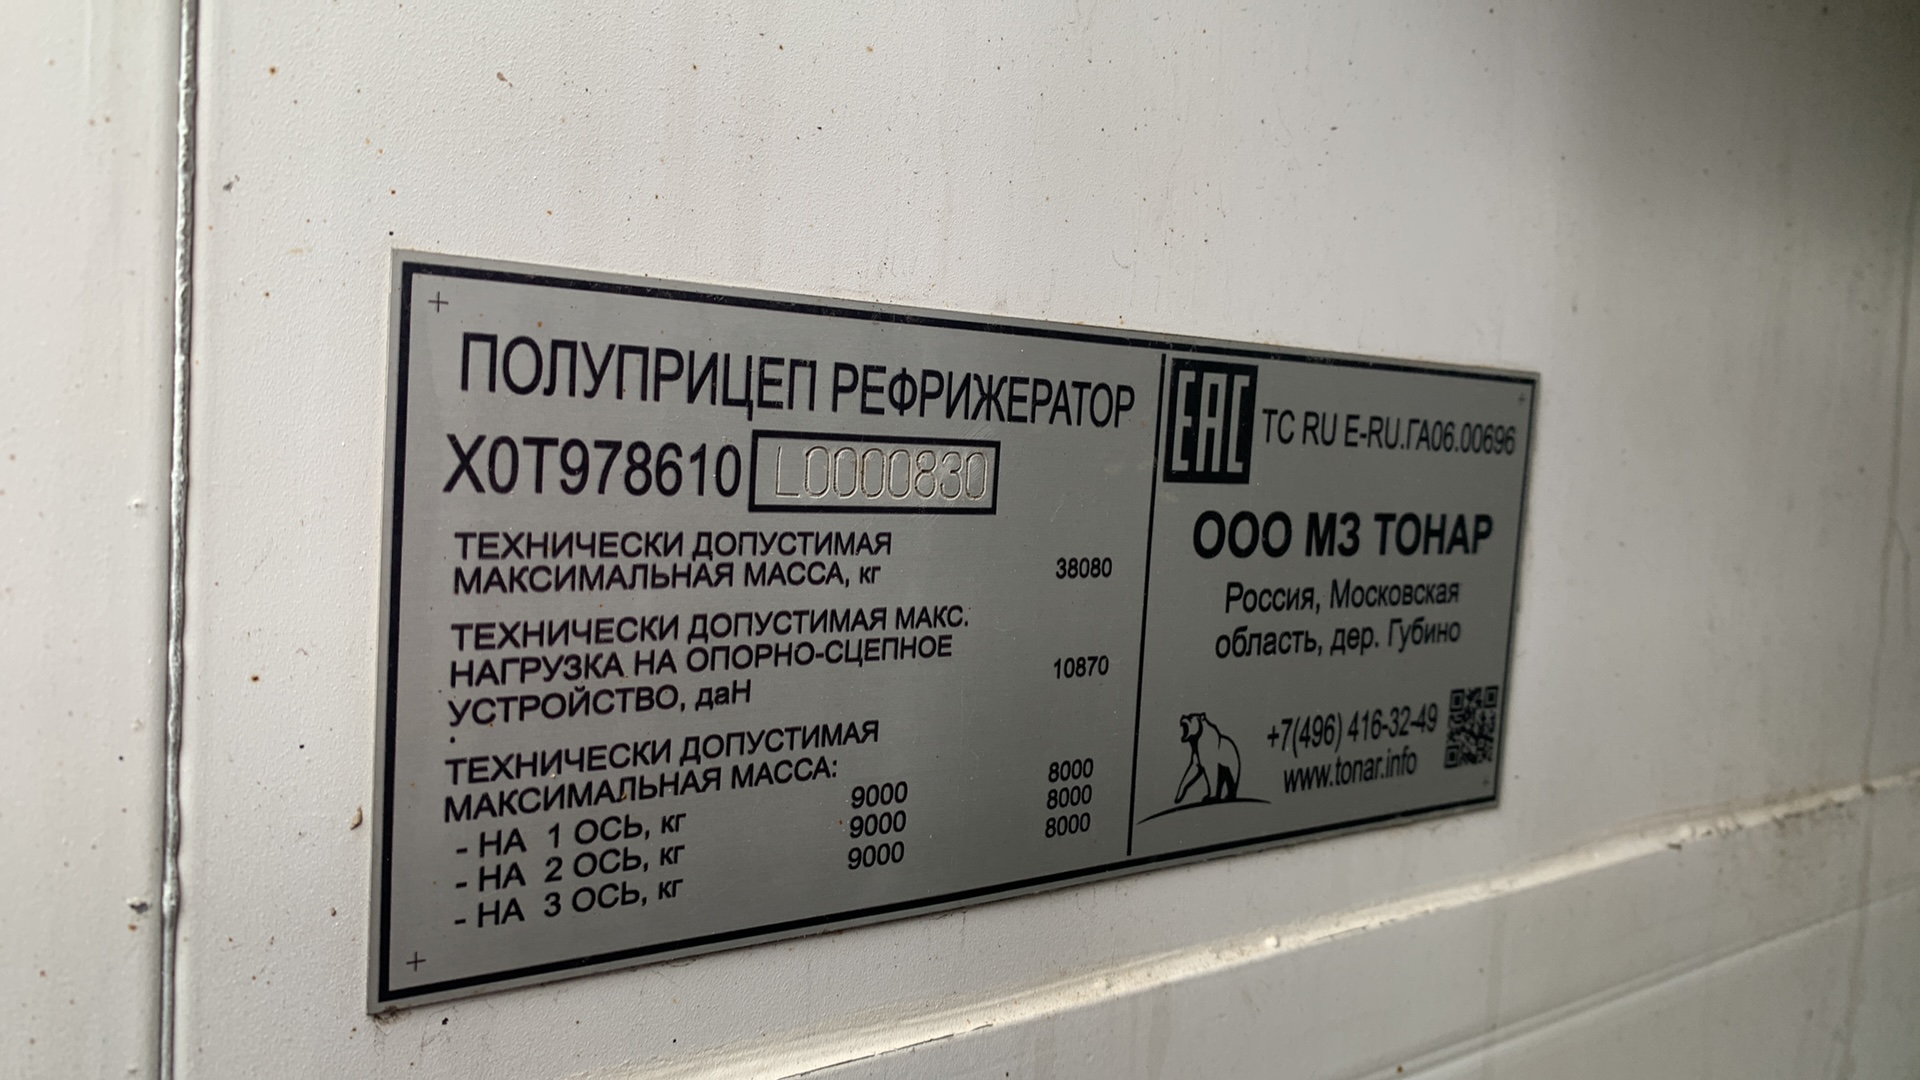 ПОЛУПРИЦЕП РЕФРИЖЕРАТОР
X0T978610 L0000830
ТЕХНИЧЕСКИ ДОПУСТИМАЯ
МАКСИМАЛЬНАЯ МАССА, кг 38080
ТЕХНИЧЕСКИ ДОПУСТИМАЯ МАКС.
НАГРУЗКА НА ОПОРНО-СЦЕПНОЕ
УСТРОЙСТВО, даН 10870
ТЕХНИЧЕСКИ ДОПУСТИМАЯ
МАКСИМАЛЬНАЯ МАССА:
- НА 1 ОСЬ, кг 9000 8000
- НА 2 ОСЬ, кг 9000 8000
- НА 3 ОСЬ, кг 9000 8000
EAC ТС RU E-RU.ГА06.00696
ООО МЗ ТОНАР
Россия, Московская
область, дер. Губино
+7(496) 416-32-49
www.tonar.info